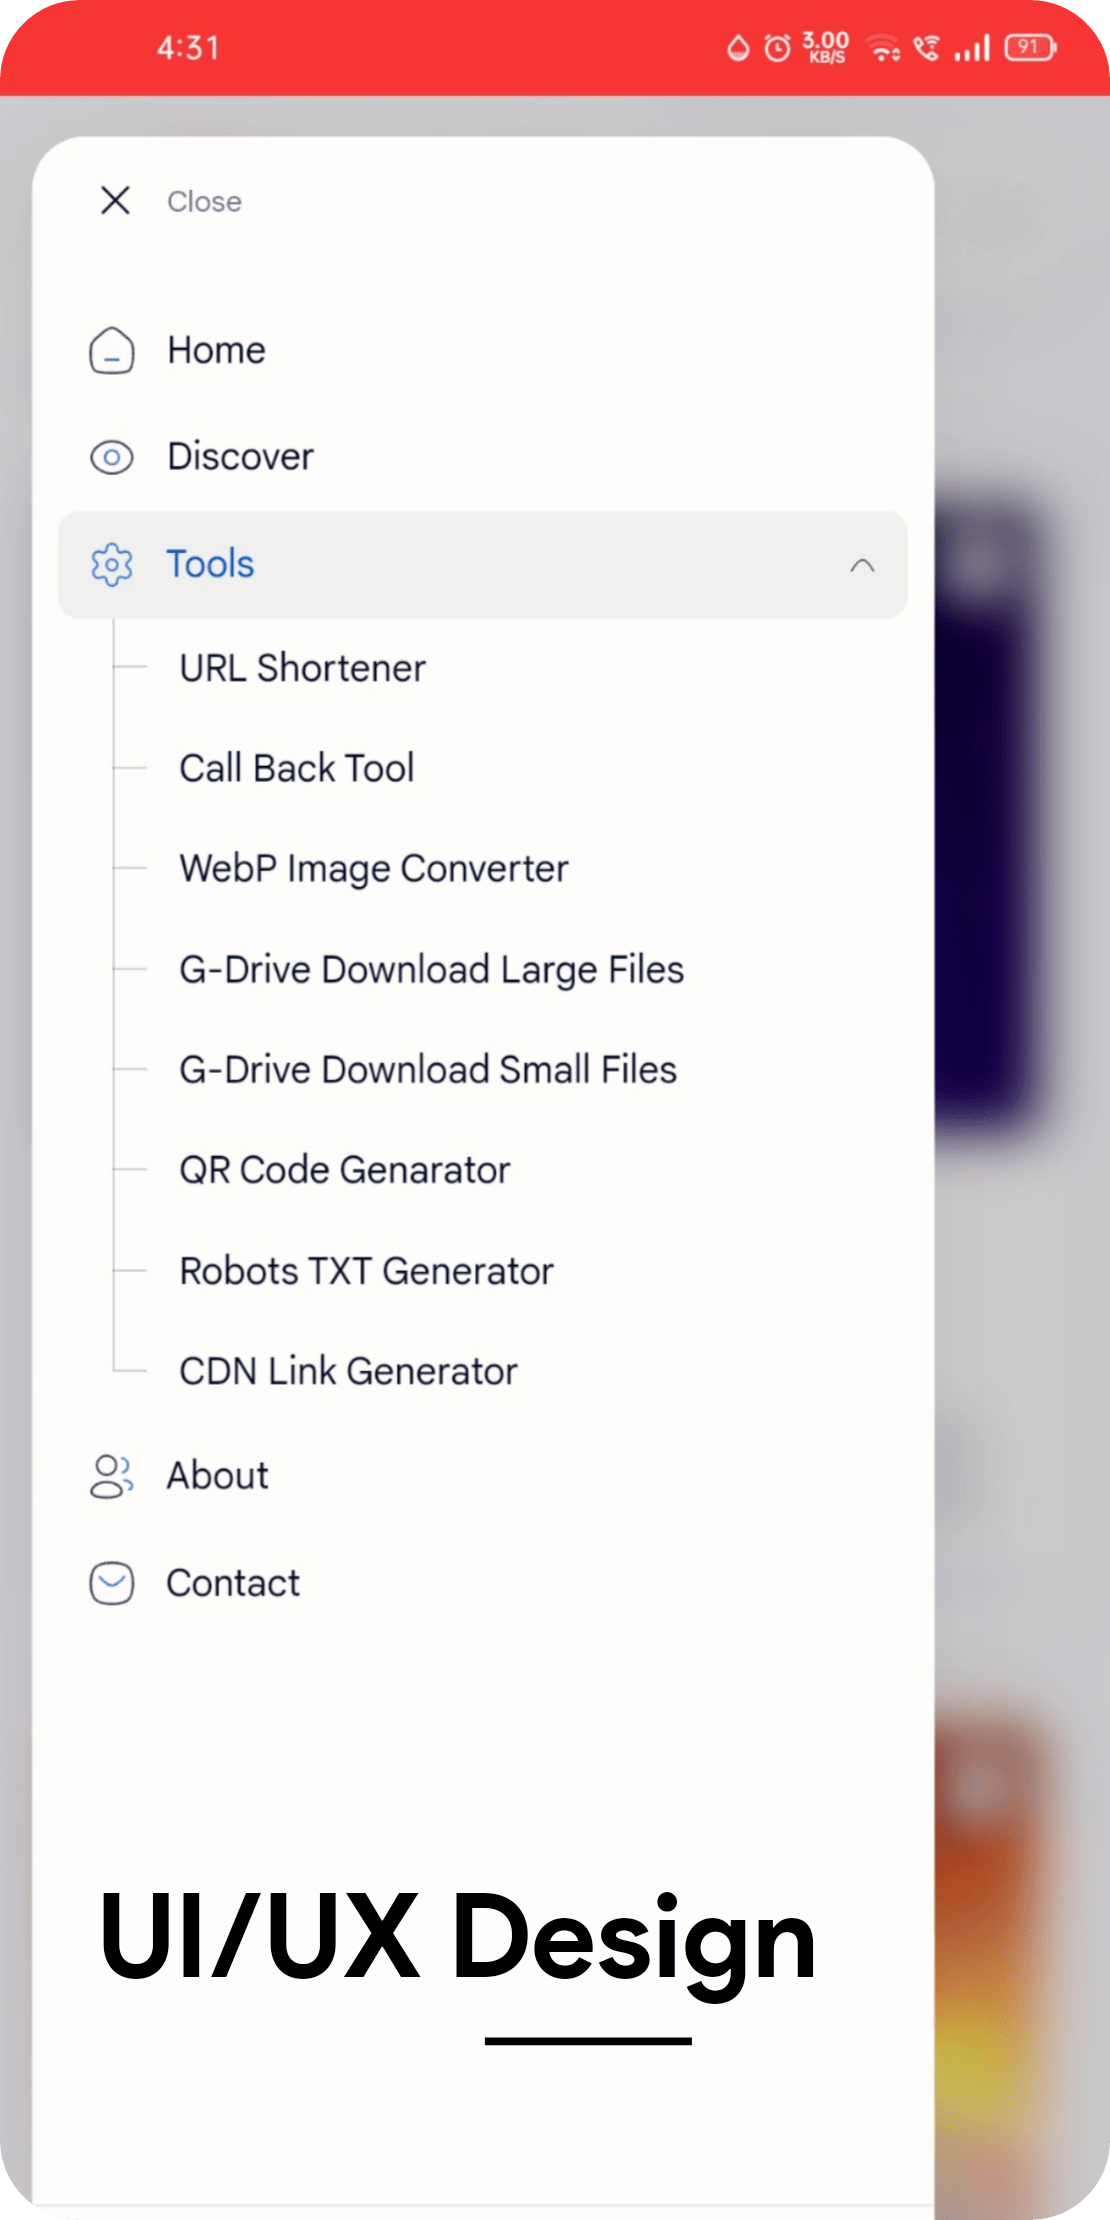 4:31 3.00 KB/S 91
Close
Home
Discover
Tools
URL Shortener
Call Back Tool
WebP Image Converter
G-Drive Download Large Files
G-Drive Download Small Files
QR Code Genarator
Robots TXT Generator
CDN Link Generator
About
Contact
UI/UX Design